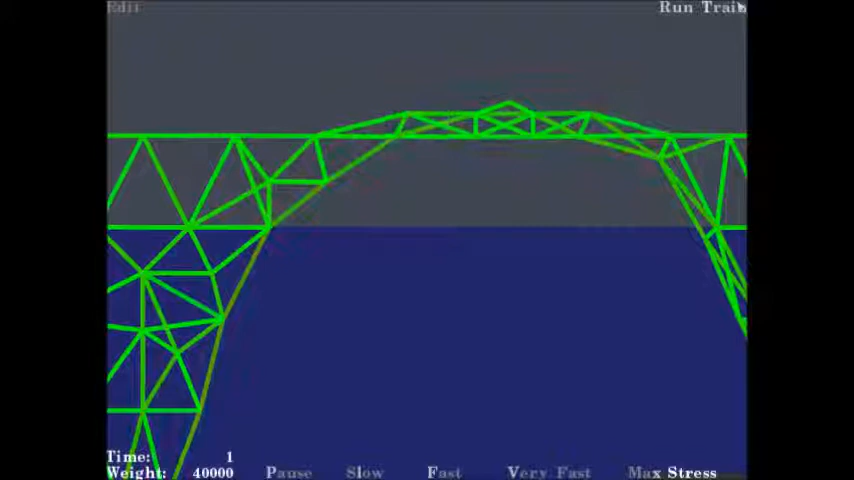 Edit
Run Train
Time: 1
Weight: 40000 Pause Slow Fast Very Fast Max Stress